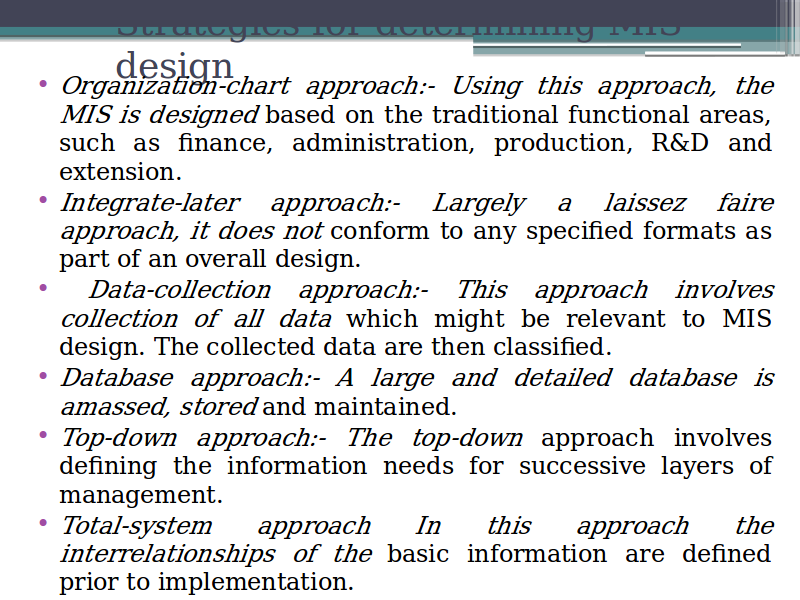 Strategies for determining MIS
design
• Organization-chart approach:- Using this approach, the
MIS is designed based on the traditional functional areas,
such as finance, administration, production, R&D and
extension.
• Integrate-later approach:- Largely a laissez faire
approach, it does not conform to any specified formats as
part of an overall design.
• Data-collection approach:- This approach involves
collection of all data which might be relevant to MIS
design. The collected data are then classified.
• Database approach:- A large and detailed database is
amassed, stored and maintained.
• Top-down approach:- The top-down approach involves
defining the information needs for successive layers of
management.
• Total-system approach In this approach the
interrelationships of the basic information are defined
prior to implementation.